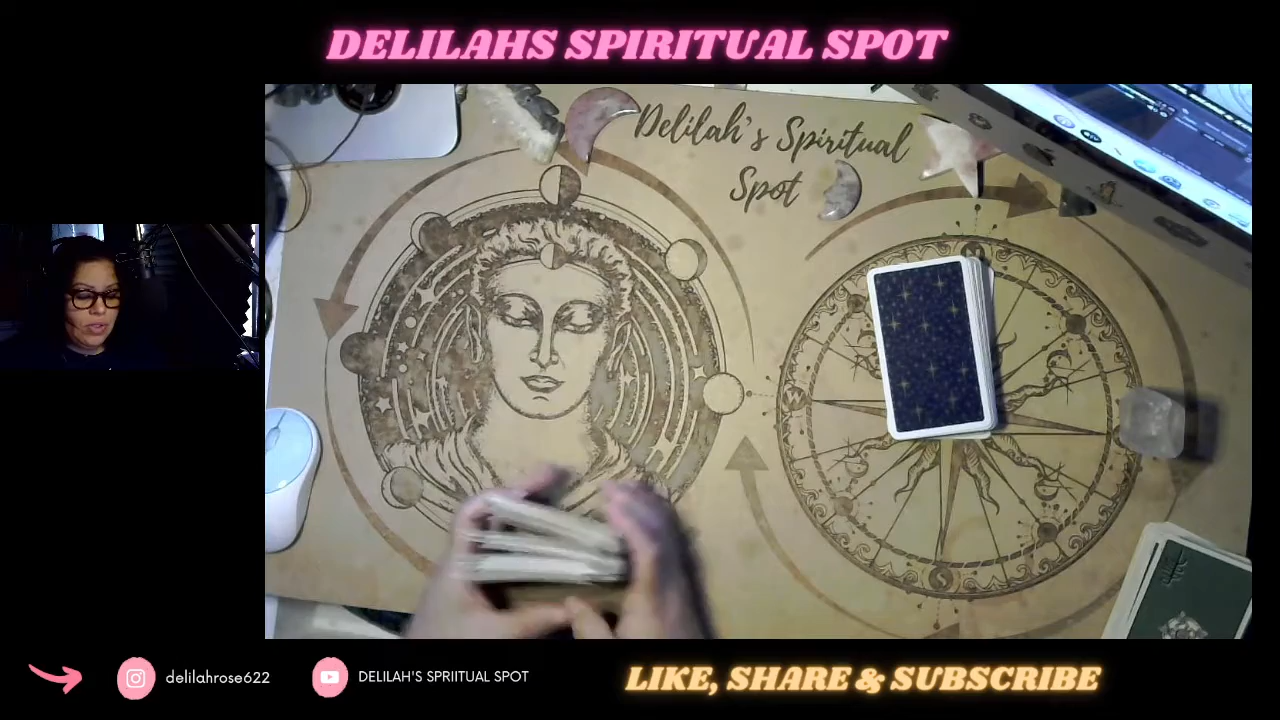 DELILAHS SPIRITUAL SPOT
Delilah's Spiritual
Spot
W
S
delilahrose622
DELILAH'S SPRIITUAL SPOT
LIKE, SHARE & SUBSCRIBE